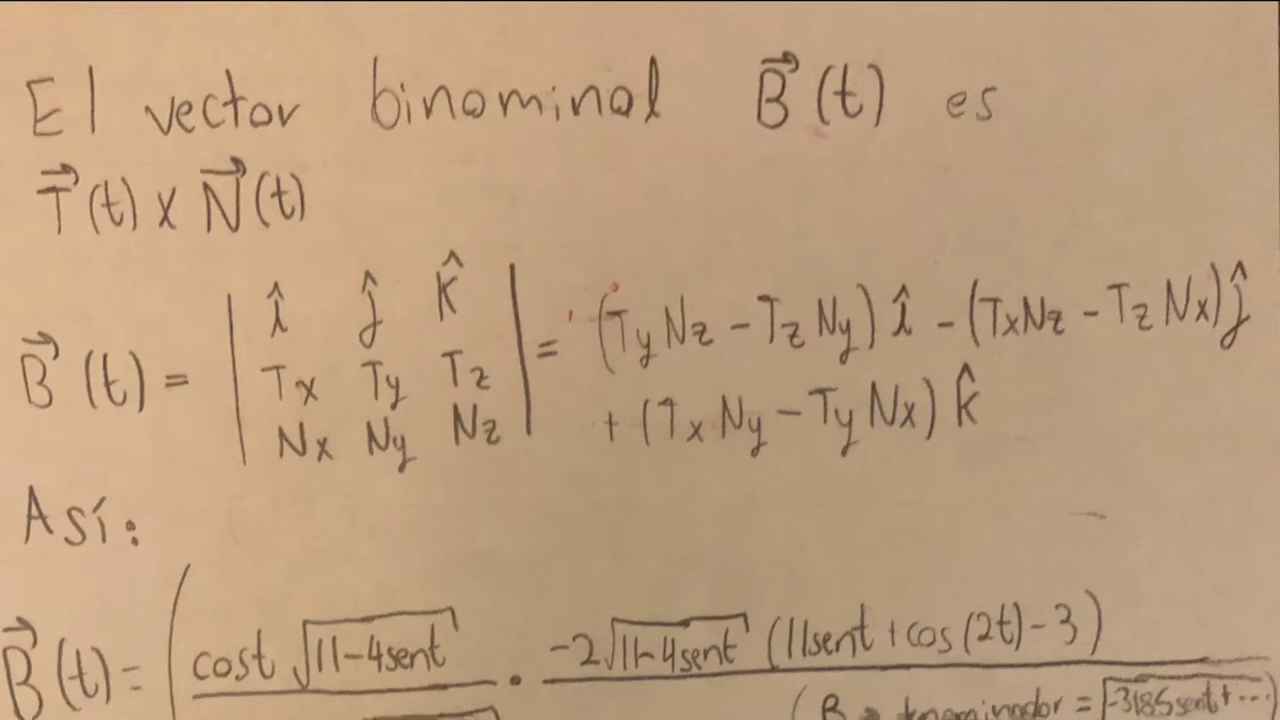 El vector binominal B⃗(t) es
T⃗(t) x N⃗(t)
B⃗(t) = | î ĵ k̂ | = (TyNz - TzNy) î - (TxNz - TzNx) ĵ
| Tx Ty Tz |
| Nx Ny Nz | + (TxNy - TyNx) k̂
Así:
B⃗(t) = ( cost √11-4sent · -2√11-4sent (11sent + cos(2t) - 3)
= √-3185sent + ...